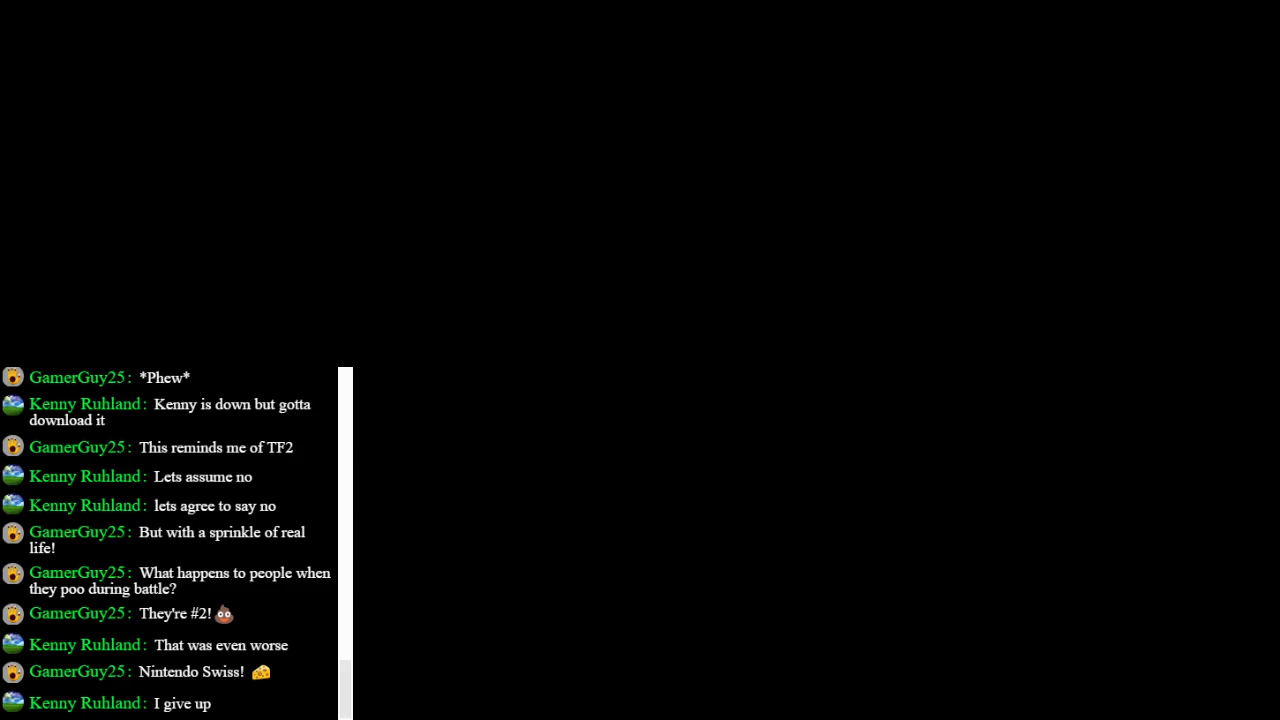 GamerGuy25: *Phew*
Kenny Ruhland: Kenny is down but gotta
download it
GamerGuy25: This reminds me of TF2
Kenny Ruhland: Lets assume no
Kenny Ruhland: lets agree to say no
GamerGuy25: But with a sprinkle of real
life!
GamerGuy25: What happens to people when
they poo during battle?
GamerGuy25: They're #2!💩
Kenny Ruhland: That was even worse
GamerGuy25: Nintendo Swiss! 🧀
Kenny Ruhland: I give up